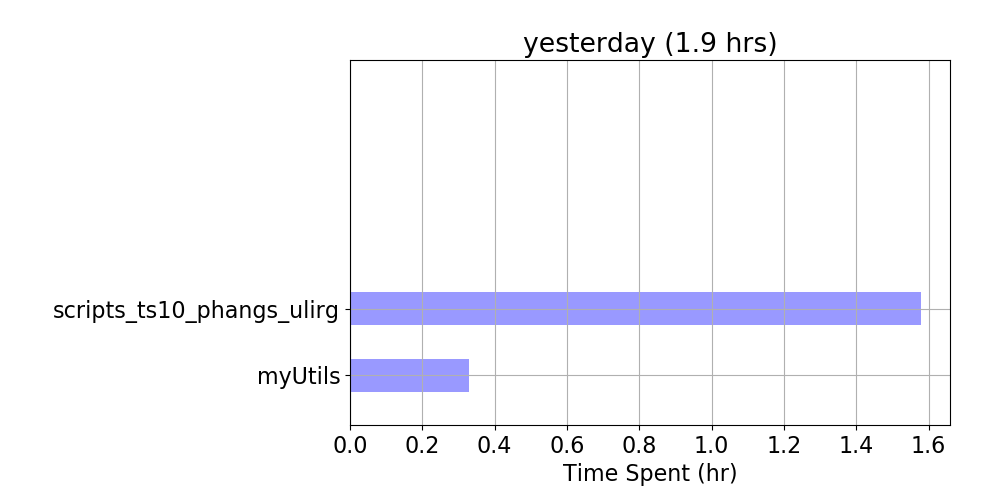 yesterday (1.9 hrs)
scripts_ts10_phangs_ulirg
myUtils
0.0 0.2 0.4 0.6 0.8 1.0 1.2 1.4 1.6
Time Spent (hr)